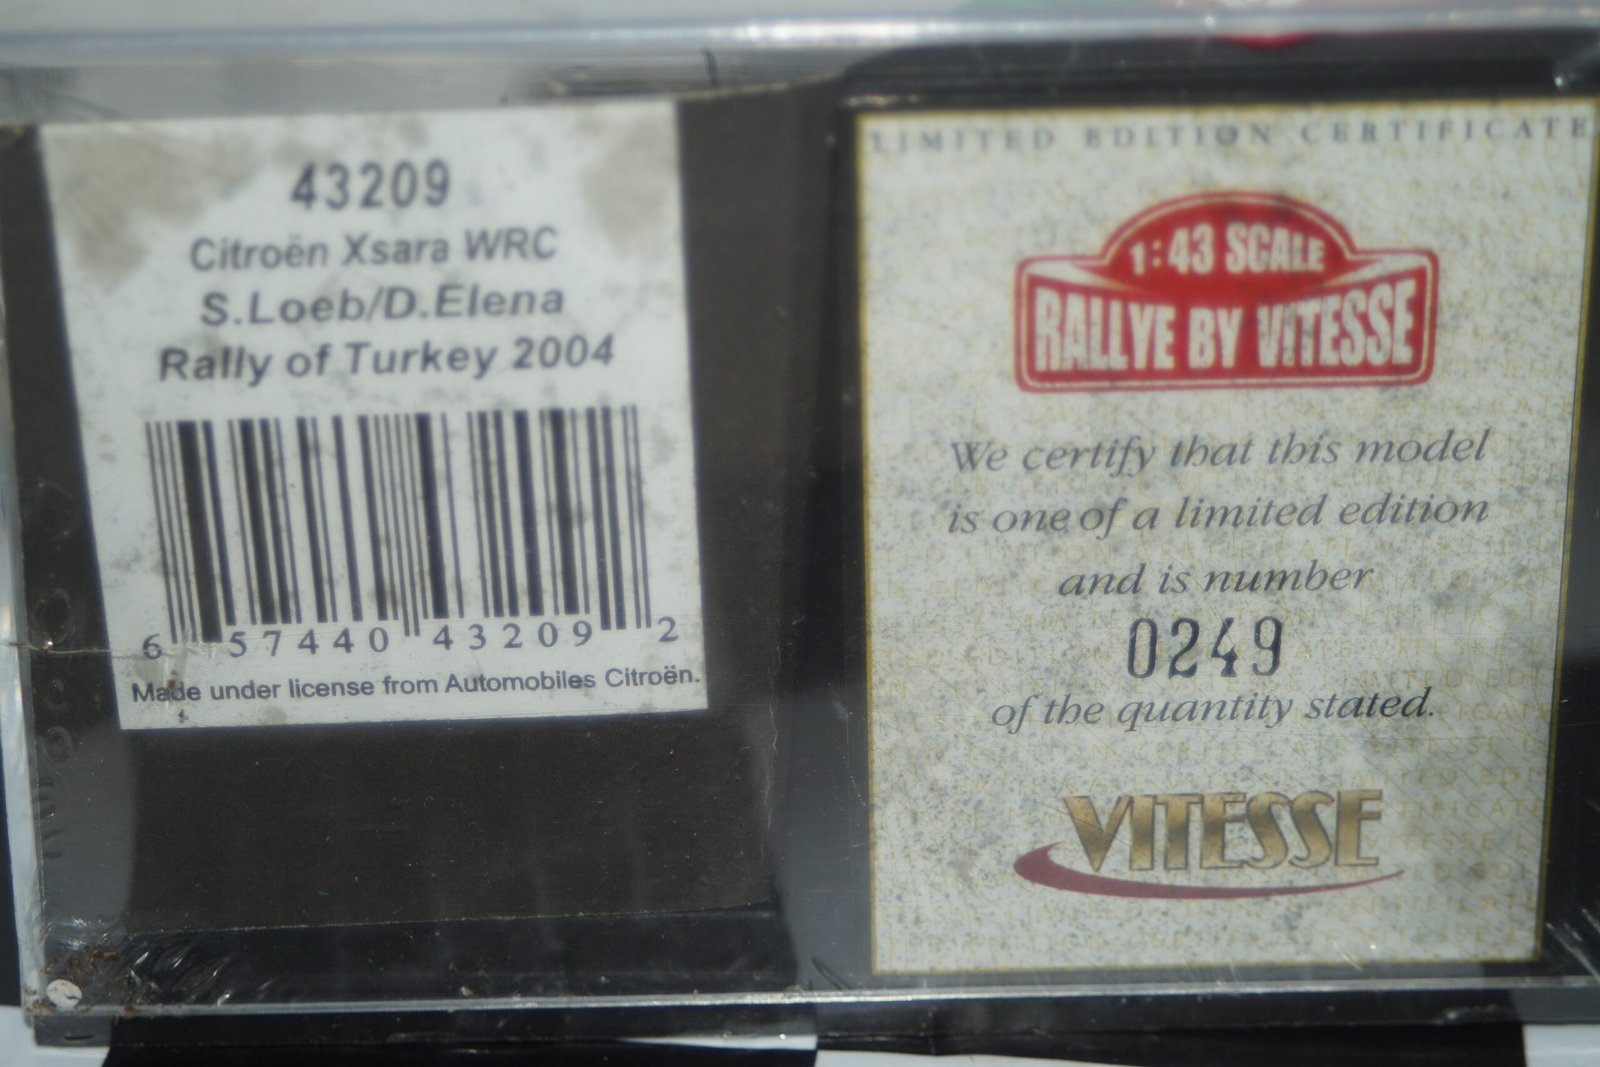 43209
Citroën Xsara WRC
S.Loeb/D.Elena
Rally of Turkey 2004
6 57440 43209 2
Made under license from Automobiles Citroën.
LIMITED EDITION CERTIFICATE
1:43 SCALE
RALLYE BY VITESSE
We certify that this model
is one of a limited edition
and is number
0249
of the quantity stated.
VITESSE